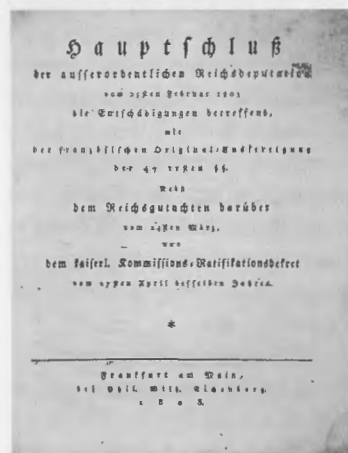 Hauptſchluß
der auſſerordentlichen Reichsdeputation
vom 25ſten Februar 1803
die Entſchädigungen betreffend,
mit
der franzöſiſchen Original-Ausfertigung
der 47 erſten §§.
Nebſt
dem Reichsgutachten darüber
vom 24ſten März,
und
dem kaiſerl. Kommiſſions-Ratifikationsdekret
vom 27ſten April deſſelben Jahres.
*
Frankfurt am Main,
bei Phil. Wilh. Eichenberg.
1803.